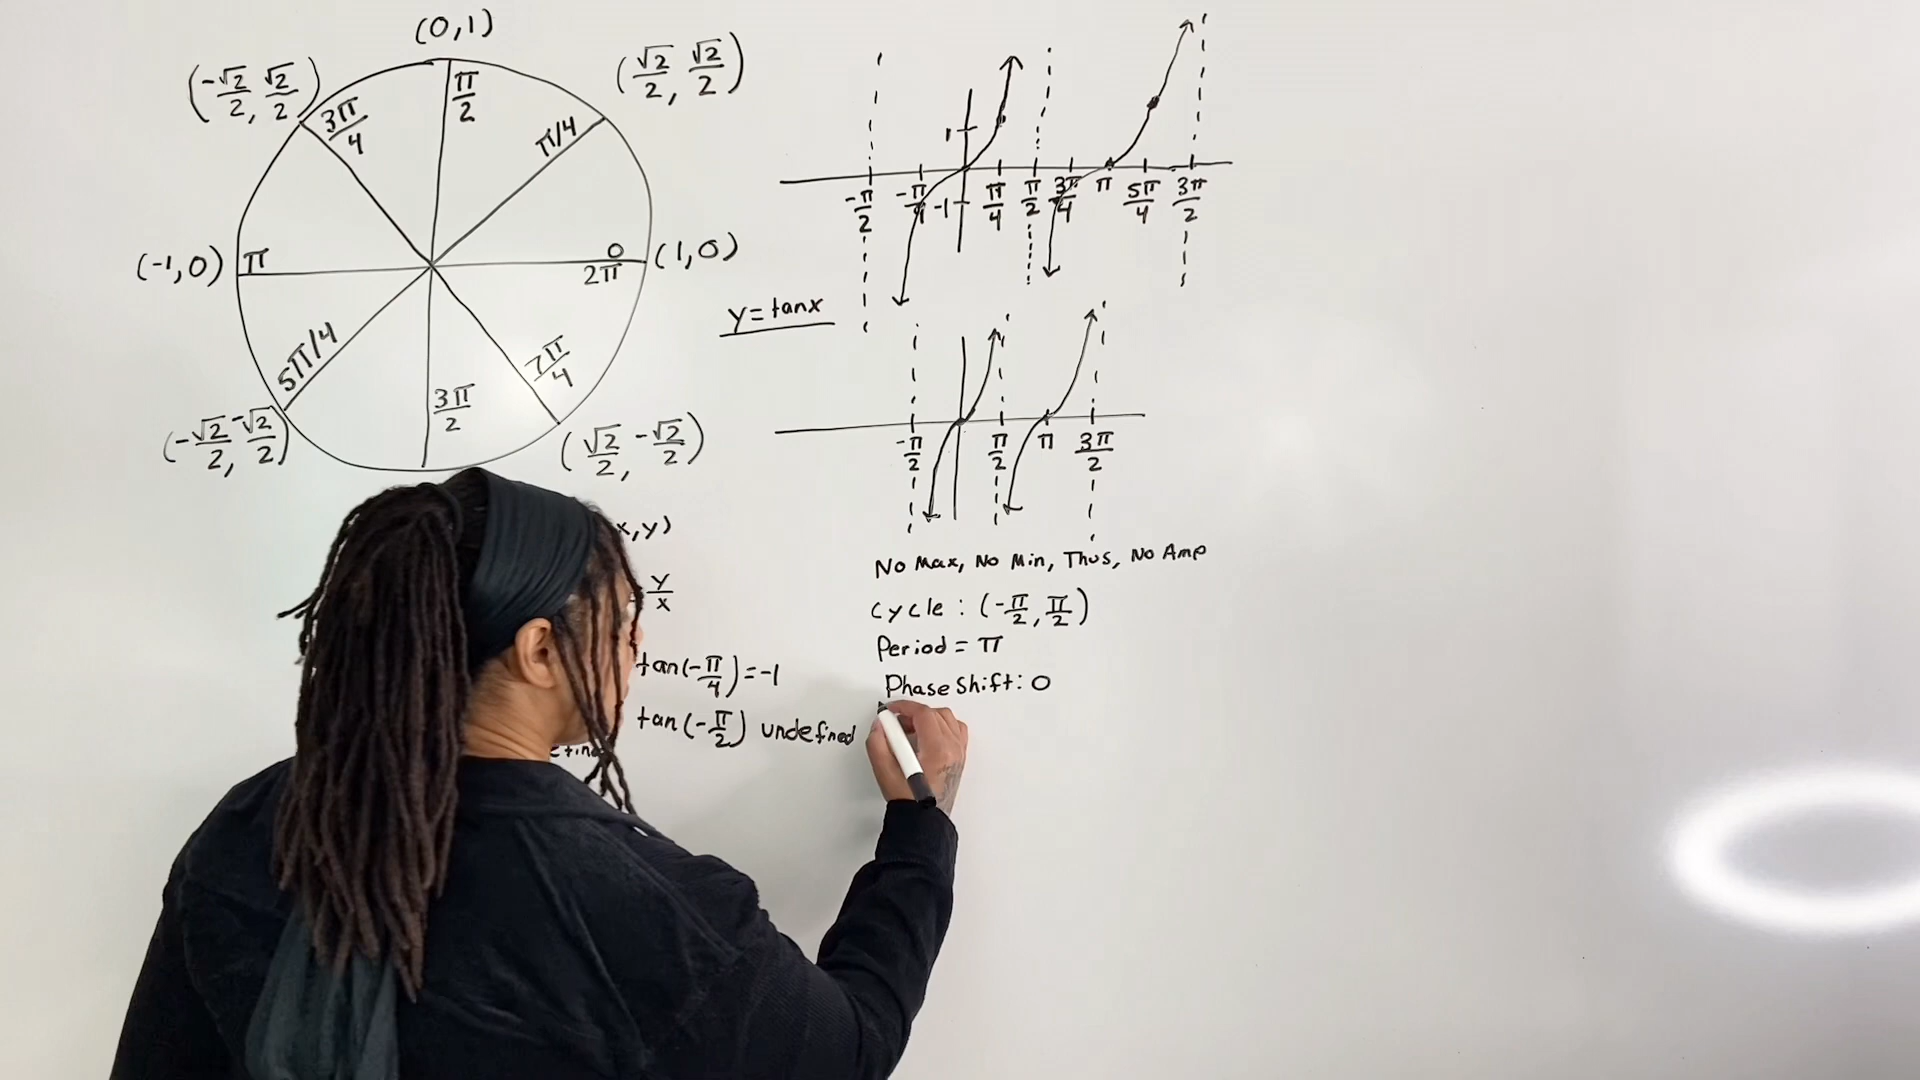 (0,1)
(-√2/2, √2/2)
(√2/2, √2/2)
3π/4
π/2
π/4
(-1,0)
π
0
2π
(1,0)
5π/4
3π/2
7π/4
(-√2/2, -√2/2)
(√2/2, -√2/2)
x,y)
y/x
tan(-π/4)=-1
tan(-π/2) undefined
1
-π/2 -π/4 -1 π/4 π/2 3π/4 π 5π/4 3π/2
y=tanx
-π/2 π/2 π 3π/2
No Max, No Min, Thus, No Amp
Cycle: (-π/2, π/2)
Period = π
Phase Shift: 0